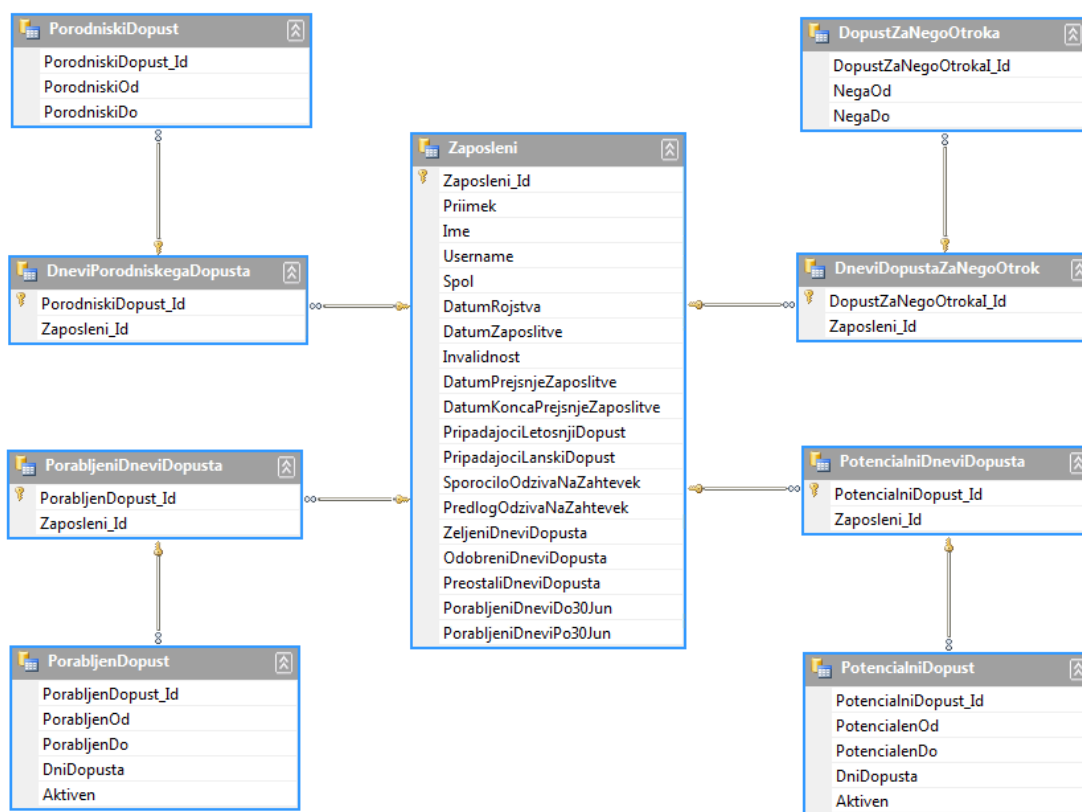 PorodniskiDopust
PorodniskiDopust_Id
PorodniskiOd
PorodniskiDo
DopustZaNegoOtroka
DopustZaNegoOtrokaI_Id
NegaOd
NegaDo
Zaposleni
Zaposleni_Id
Priimek
Ime
Username
Spol
DatumRojstva
DatumZaposlitve
Invalidnost
DatumPrejsnjeZaposlitve
DatumKoncaPrejsnjeZaposlitve
PripadajociLetosnjiDopust
PripadajociLanskiDopust
SporociloOdzivaNaZahtevek
PredlogOdzivaNaZahtevek
ZeljeniDneviDopusta
OdobreniDneviDopusta
PreostaliDneviDopusta
PorabljeniDneviDo30Jun
PorabljeniDneviPo30Jun
DneviPorodniskegaDopusta
PorodniskiDopust_Id
Zaposleni_Id
DneviDopustaZaNegoOtrok
DopustZaNegoOtrokaI_Id
Zaposleni_Id
PorabljeniDneviDopusta
PorabljenDopust_Id
Zaposleni_Id
PotencialniDneviDopusta
PotencialniDopust_Id
Zaposleni_Id
PorabljenDopust
PorabljenDopust_Id
PorabljenOd
PorabljenDo
DniDopusta
Aktiven
PotencialniDopust
PotencialniDopust_Id
PotencialenOd
PotencialenDo
DniDopusta
Aktiven